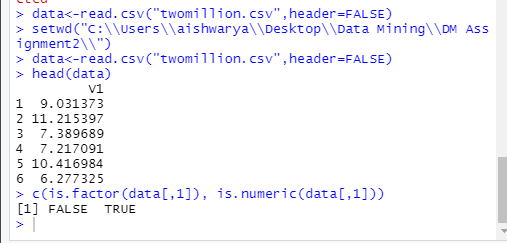 > data<-read.csv("twomillion.csv",header=FALSE)
> setwd("C:\\Users\\aishwarya\\Desktop\\Data Mining\\DM Ass
ignment2\\")
> data<-read.csv("twomillion.csv",header=FALSE)
> head(data)
V1
1 9.031373
2 11.215397
3 7.389689
4 7.217091
5 10.416984
6 6.277325
> c(is.factor(data[,1]), is.numeric(data[,1]))
[1] FALSE TRUE
>